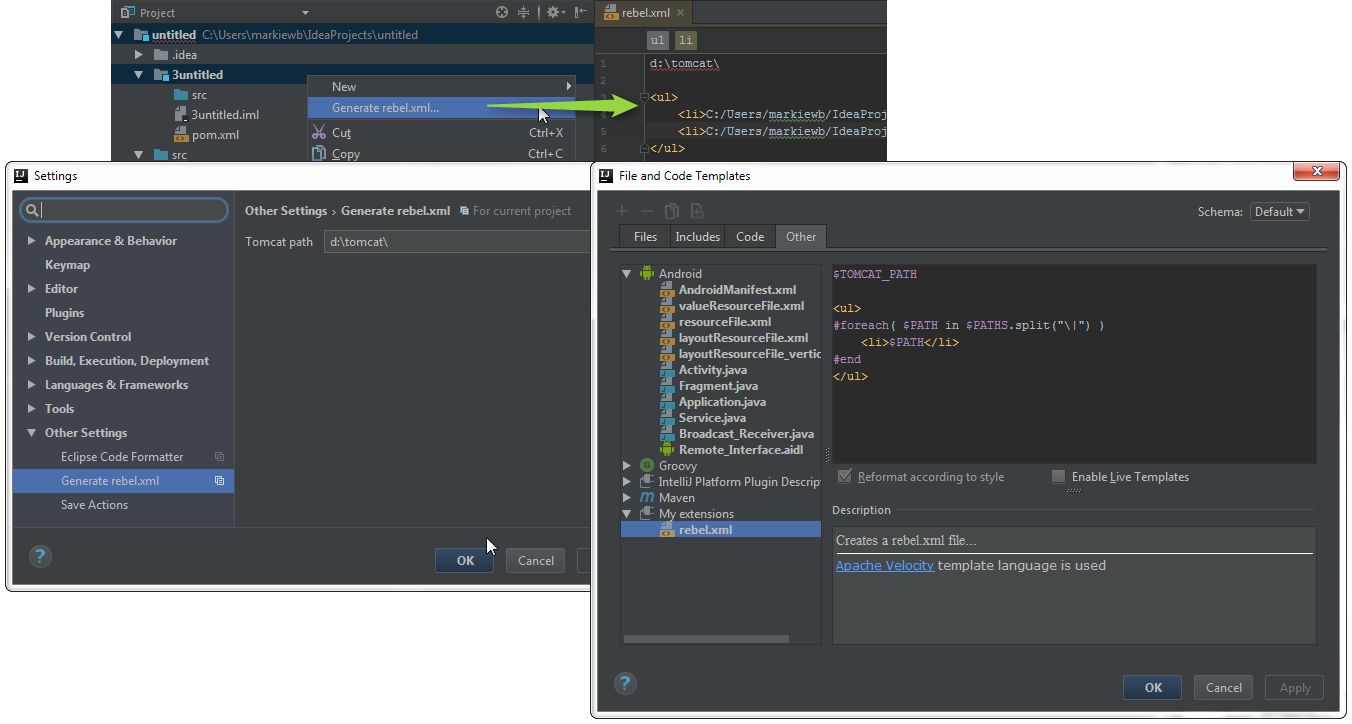 Project
untitled C:\Users\markiewb\IdeaProjects\untitled
.idea
3untitled
src
3untitled.iml
pom.xml
src
New
Generate rebel.xml...
Cut Ctrl+X
Copy Ctrl+C
rebel.xml
ul li
1 d:\tomcat\
2
3 <ul>
4 <li>C:/Users/markiewb/IdeaProj
5 <li>C:/Users/markiewb/IdeaProj
6 </ul>
Settings
Appearance & Behavior
Keymap
Editor
Plugins
Version Control
Build, Execution, Deployment
Languages & Frameworks
Tools
Other Settings
Eclipse Code Formatter
Generate rebel.xml
Save Actions
Other Settings › Generate rebel.xml For current project
Tomcat path d:\tomcat\
?
OK Cancel
File and Code Templates
Schema: Default
Files Includes Code Other
Android
AndroidManifest.xml
valueResourceFile.xml
resourceFile.xml
layoutResourceFile.xml
layoutResourceFile_vertic
Activity.java
Fragment.java
Application.java
Service.java
Broadcast_Receiver.java
Remote_Interface.aidl
Groovy
IntelliJ Platform Plugin Descrip
Maven
My extensions
rebel.xml
$TOMCAT_PATH
<ul>
#foreach( $PATH in $PATHS.split("\|") )
<li>$PATH</li>
#end
</ul>
Reformat according to style Enable Live Templates
Description
Creates a rebel.xml file...
Apache Velocity template language is used
?
OK Cancel Apply